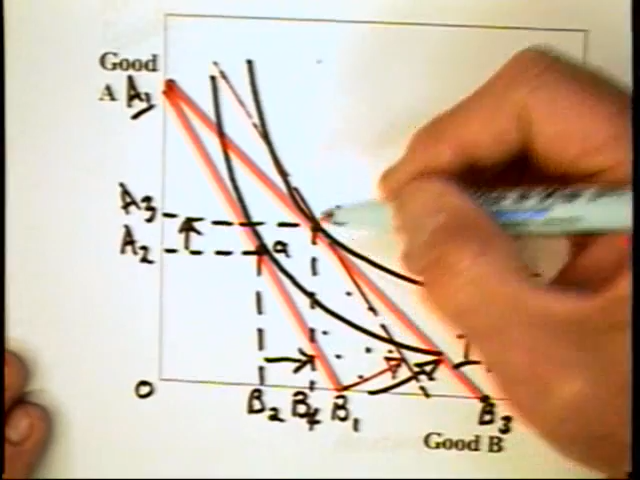 Good
A A₁
A₃
A₂
a
0
B₂ B₄ B₁ B₃
Good B